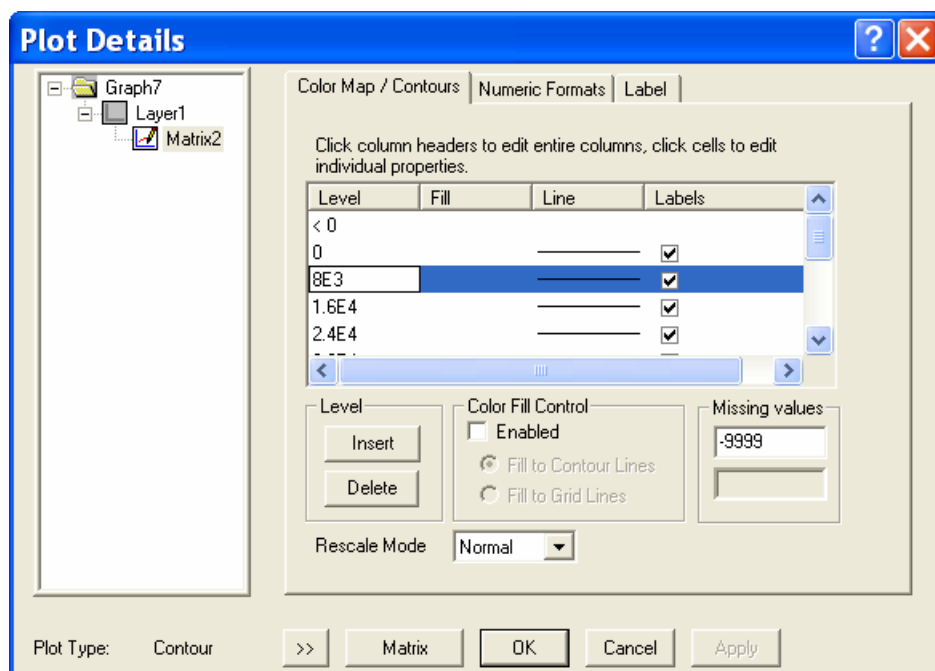 Plot Details
Graph7
Layer1
Matrix2
Color Map / Contours
Numeric Formats
Label
Click column headers to edit entire columns, click cells to edit
individual properties.
Level Fill Line Labels
< 0
0
8E3
1.6E4
2.4E4
Level
Insert
Delete
Color Fill Control
Enabled
Fill to Contour Lines
Fill to Grid Lines
Missing values
-9999
Rescale Mode Normal
Plot Type: Contour
>> Matrix OK Cancel Apply